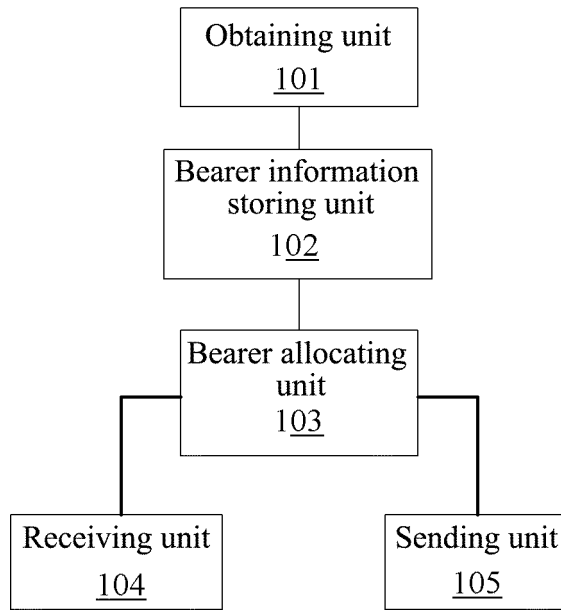 Obtaining unit
101
Bearer information
storing unit
102
Bearer allocating
unit
103
Receiving unit
104
Sending unit
105